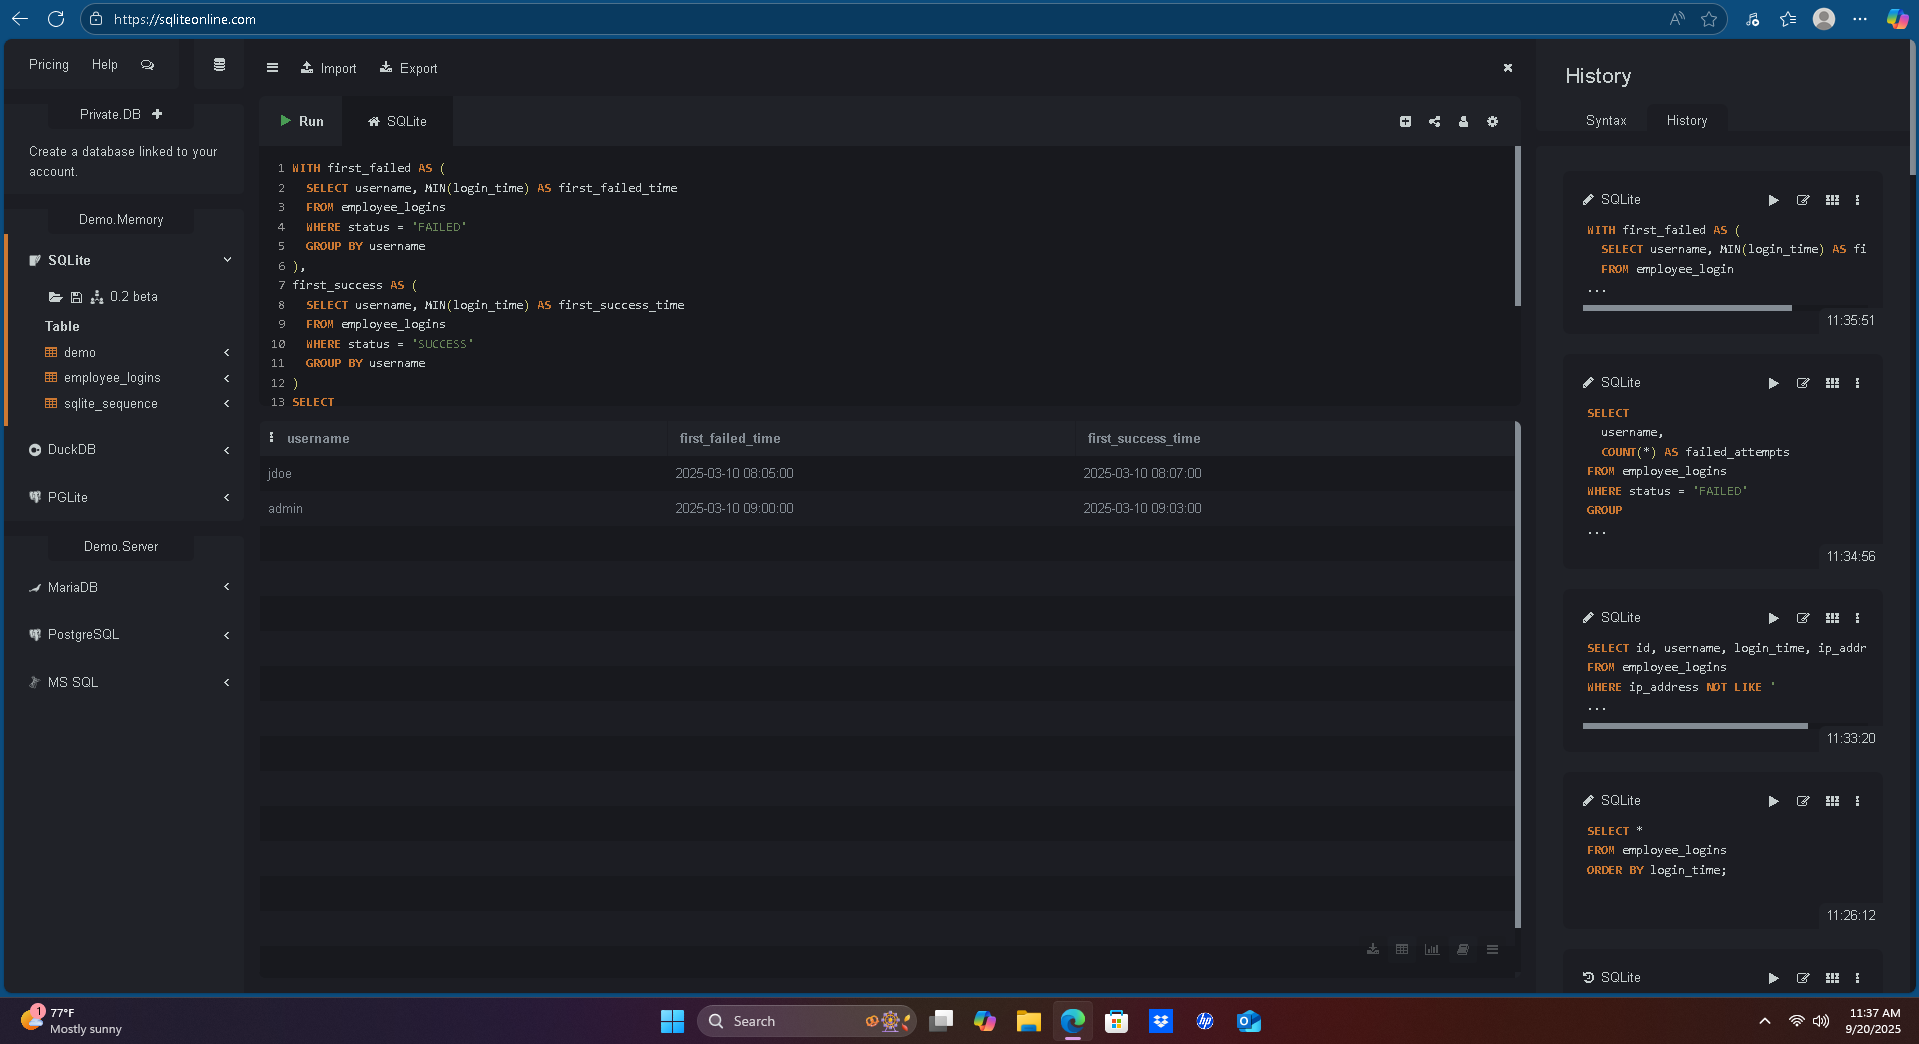 https://sqliteonline.com
Pricing Help
Import Export
History
Private.DB
Create a database linked to your
account.
Run SQLite
Syntax History
Demo.Memory
SQLite
0.2 beta
Table
demo
employee_logins
sqlite_sequence
DuckDB
PGLite
Demo.Server
MariaDB
PostgreSQL
MS SQL
1 WITH first_failed AS (
2 SELECT username, MIN(login_time) AS first_failed_time
3 FROM employee_logins
4 WHERE status = 'FAILED'
5 GROUP BY username
6 ),
7 first_success AS (
8 SELECT username, MIN(login_time) AS first_success_time
9 FROM employee_logins
10 WHERE status = 'SUCCESS'
11 GROUP BY username
12 )
13 SELECT
username first_failed_time first_success_time
jdoe 2025-03-10 08:05:00 2025-03-10 08:07:00
admin 2025-03-10 09:00:00 2025-03-10 09:03:00
SQLite
WITH first_failed AS (
SELECT username, MIN(login_time) AS fi
FROM employee_login
...
11:35:51
SQLite
SELECT
username,
COUNT(*) AS failed_attempts
FROM employee_logins
WHERE status = 'FAILED'
GROUP
...
11:34:56
SQLite
SELECT id, username, login_time, ip_addr
FROM employee_logins
WHERE ip_address NOT LIKE '
...
11:33:20
SQLite
SELECT *
FROM employee_logins
ORDER BY login_time;
11:26:12
SQLite
1
77°F
Mostly sunny
Search
11:37 AM
9/20/2025